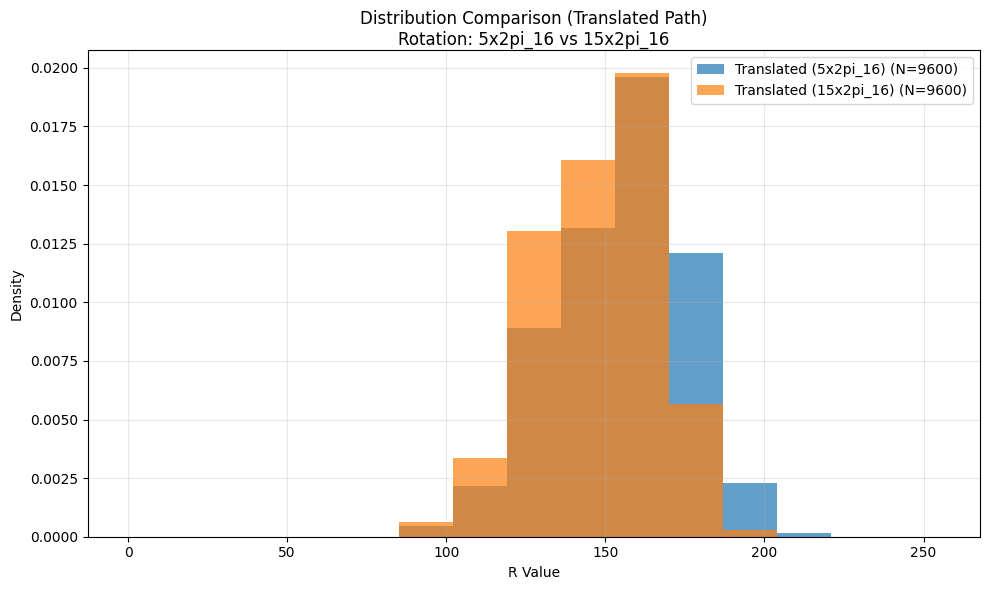 Distribution Comparison (Translated Path)
Rotation: 5x2pi_16 vs 15x2pi_16
Translated (5x2pi_16) (N=9600)
Translated (15x2pi_16) (N=9600)
Density
0.0200
0.0175
0.0150
0.0125
0.0100
0.0075
0.0050
0.0025
0.0000
0 50 100 150 200 250
R Value